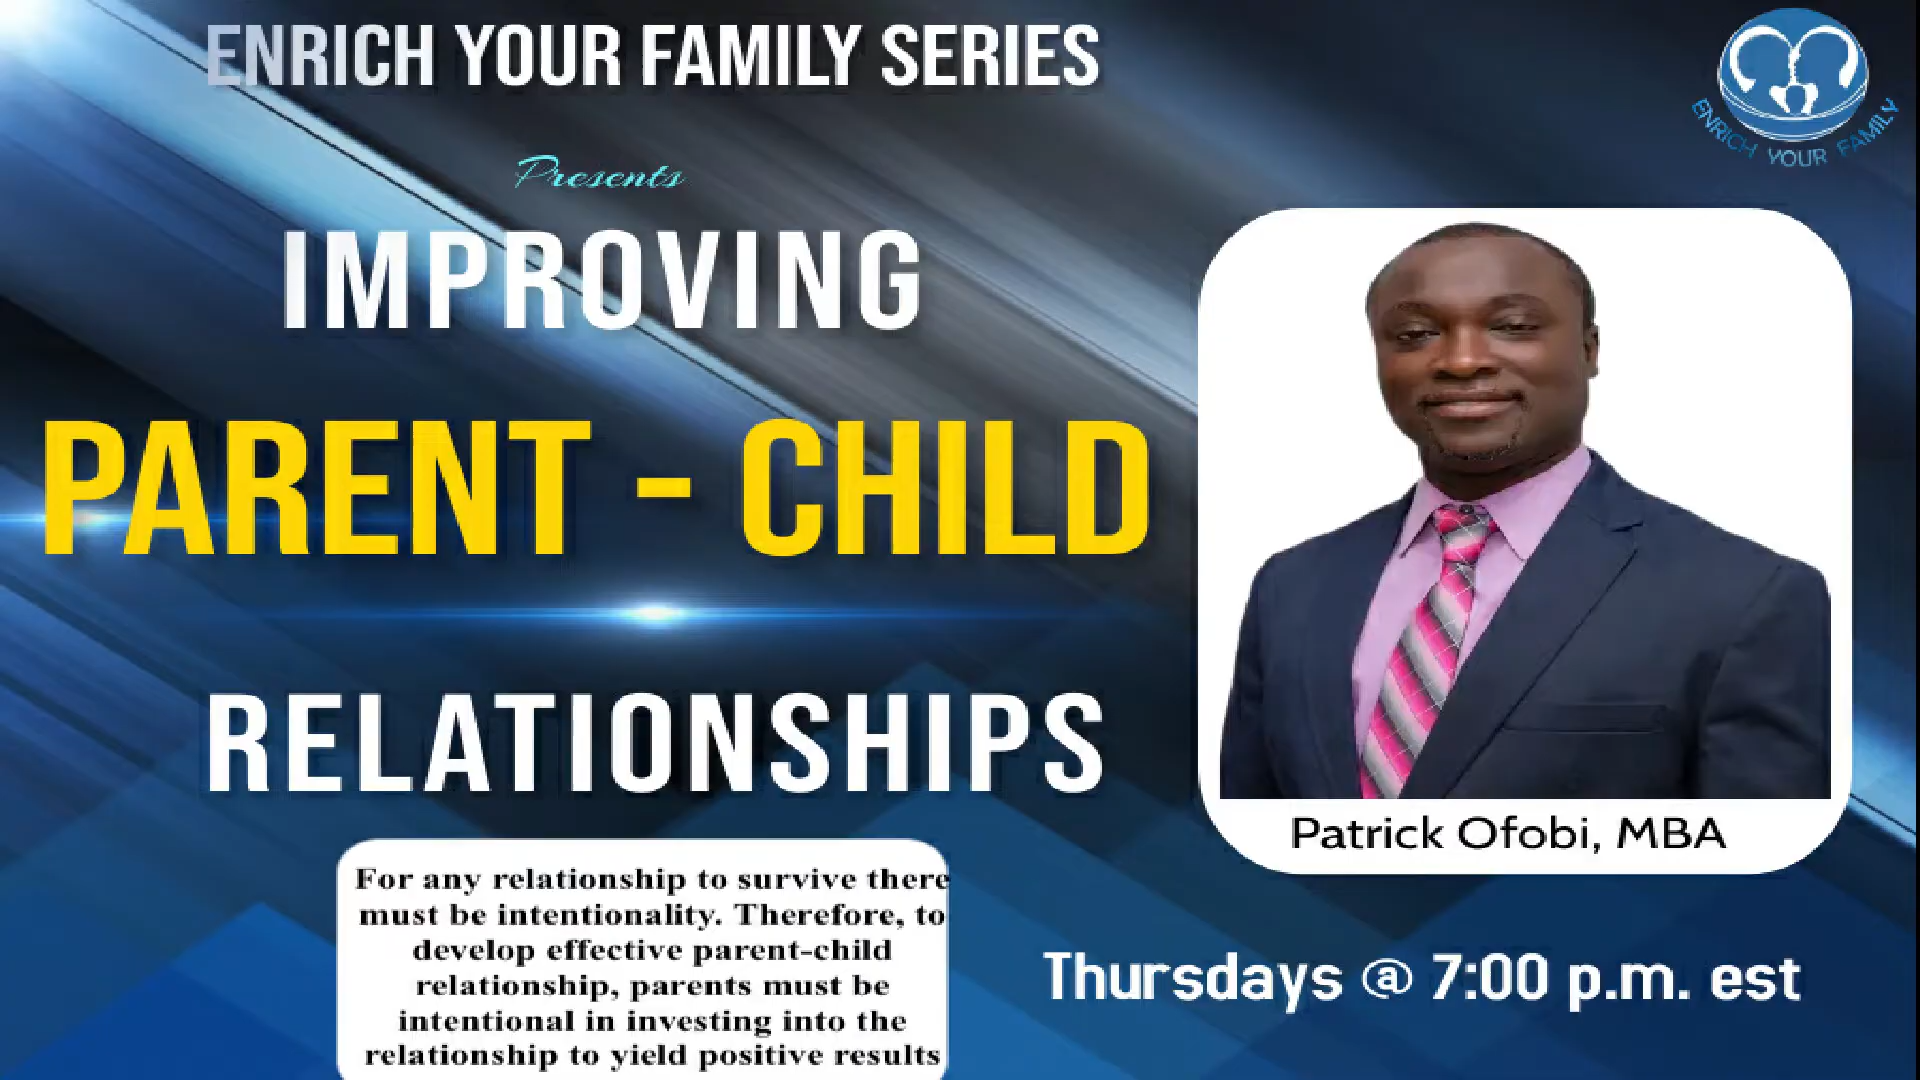 ENRICH YOUR FAMILY SERIES
Presents
IMPROVING
PARENT - CHILD
RELATIONSHIPS
For any relationship to survive there
must be intentionality. Therefore, to
develop effective parent-child
relationship, parents must be
intentional in investing into the
relationship to yield positive results
ENRICH YOUR FAMILY
Patrick Ofobi, MBA
Thursdays @ 7:00 p.m. est